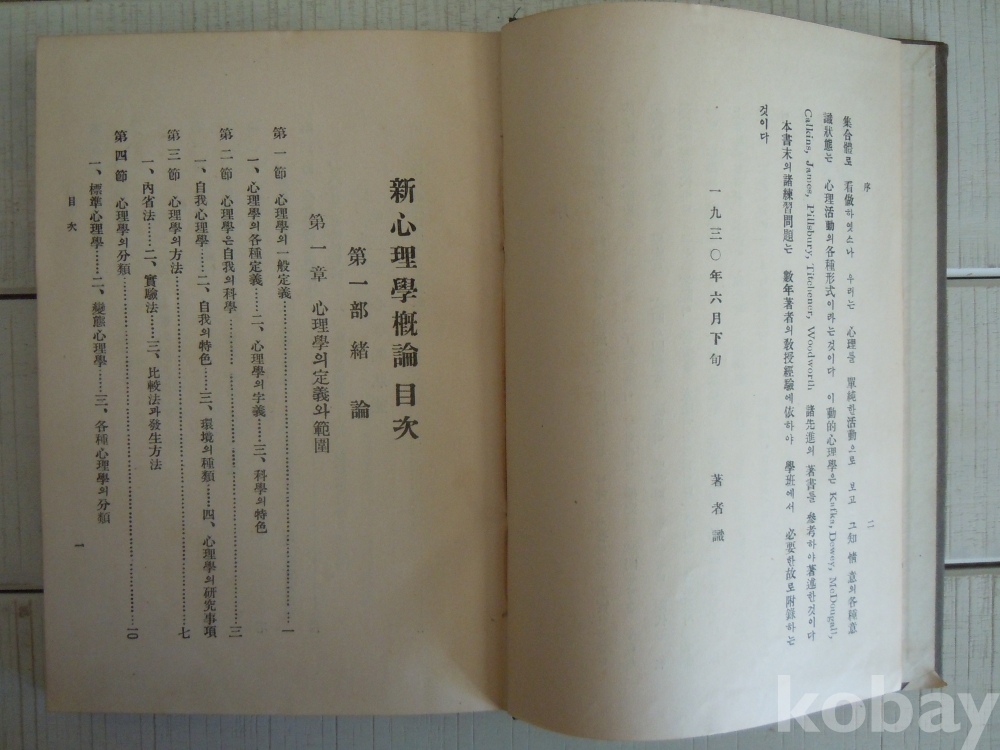 序
二
集合體로 看做하엿스나 우리는 心理를 單純한活動으로 보고 그知 情 意의各種意
識狀態는 心理活動의各種形式이라는것이다 이動的心理學은 Kafka, Dewey, McDougall,
Calkins, James, Pillsbury, Titchener, Woodworth 諸先進의 著書를 參考하야著述한것이다
本書末의諸練習問題는 數年著者의敎授經驗에依하야 學班에서 必要한故로附錄하는
것이다
一九三〇年六月下旬
著者識
新心理學槪論目次
第一部 緖論
第一章 心理學의定義와範圍
第一節 心理學의一般定義……一
一、心理學의各種定義……二、心理學의字義……三、科學의特色
第二節 心理學은自我의科學……三
一、自我心理學……二、自我의特色……三、環境의種類……四、心理學의硏究事項
第三節 心理學의方法……七
一、內省法……二、實驗法……三、比較法과發生方法
第四節 心理學의分類……一〇
一、標準心理學……二、變態心理學……三、各種心理學의分類
目次
一
kobay